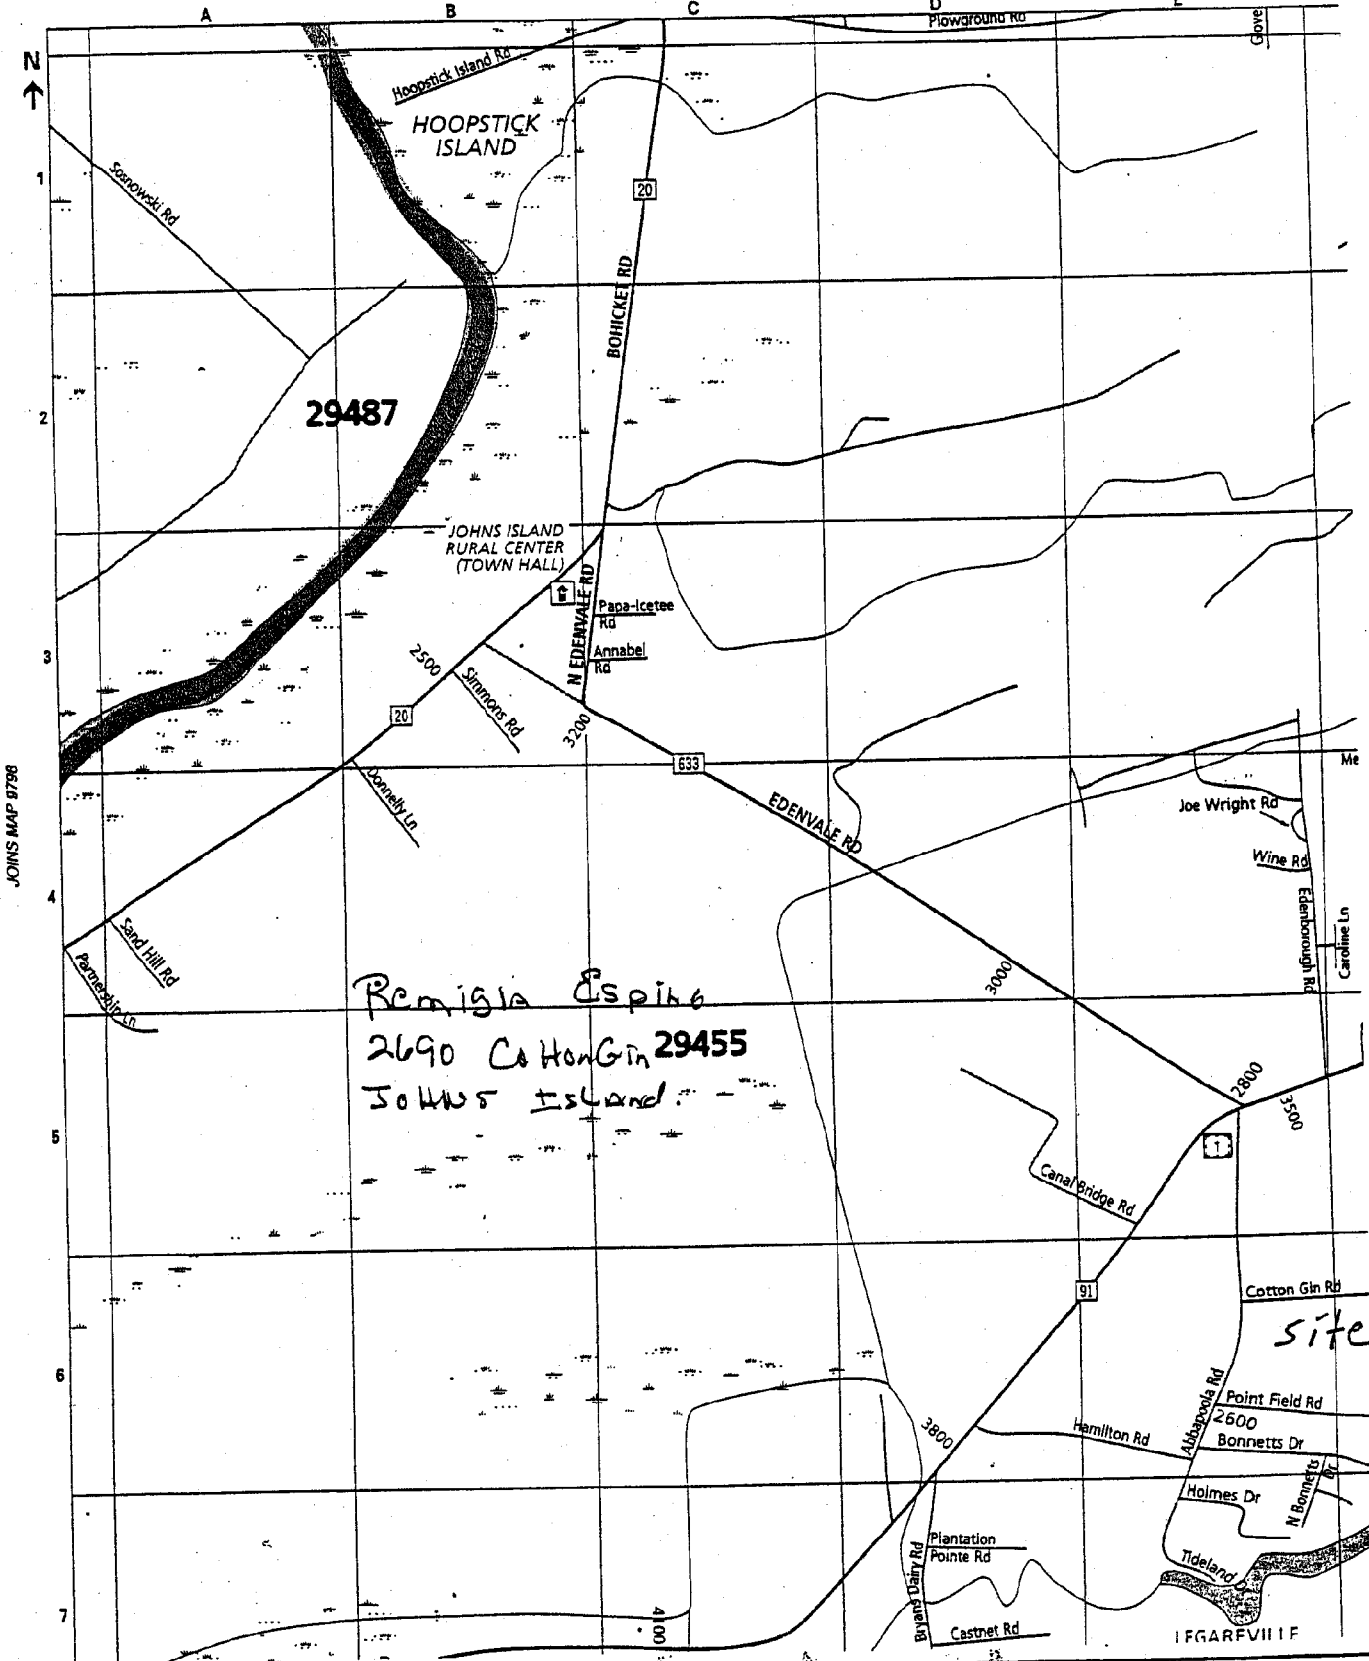 A B C D E
Plowground Rd
Glove
N
Hoopstick Island Rd
HOOPSTICK
ISLAND
1
Sosnowski Rd
20
BOHICKET RD
2
29487
JOHNS ISLAND
RURAL CENTER
(TOWN HALL)
N EDENVALE RD
Papa-Icetee
Rd
Annabel
Rd
3
2500
Simmons Rd
20
3200
633
Donnelly Ln
EDENVALE RD
Me
JOINS MAP 9798
Joe Wright Rd
Wine Rd
4
Edenborough Rd
Caroline Ln
Sand Hill Rd
Partnership Ln
3000
Remigia Espino
2690 Cotton Gin 29455
Johns Island.
2800
3500
5
Canal Bridge Rd
91
Cotton Gin Rd
site
6
Abbapoola Rd
Point Field Rd
2600
3800
Hamilton Rd
Bonnetts Dr
N Bonnetts Dr
Holmes Dr
Plantation
Pointe Rd
Tideland
7
4100
Bryans Dairy Rd
Castnet Rd
LEGAREVILLE